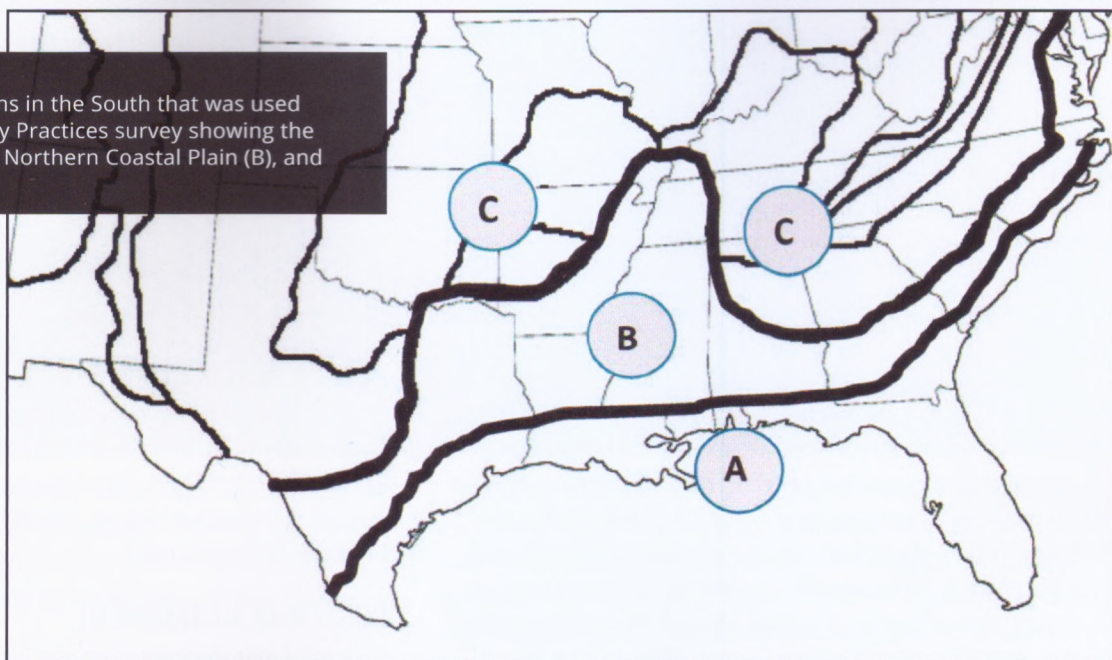 ns in the South that was used
y Practices survey showing the
Northern Coastal Plain (B), and
C
C
B
A